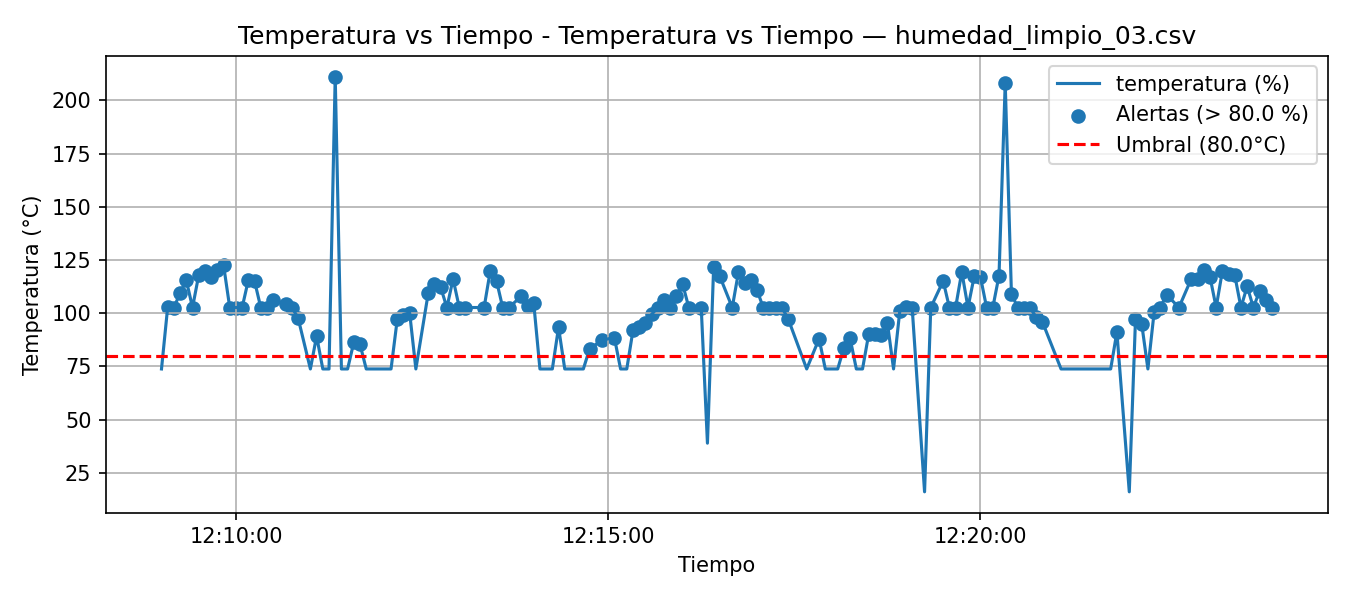 Temperatura vs Tiempo - Temperatura vs Tiempo — humedad_limpio_03.csv
temperatura (%)
Alertas (> 80.0 %)
Umbral (80.0°C)
Temperatura (°C)
200
175
150
125
100
75
50
25
12:10:00
12:15:00
12:20:00
Tiempo